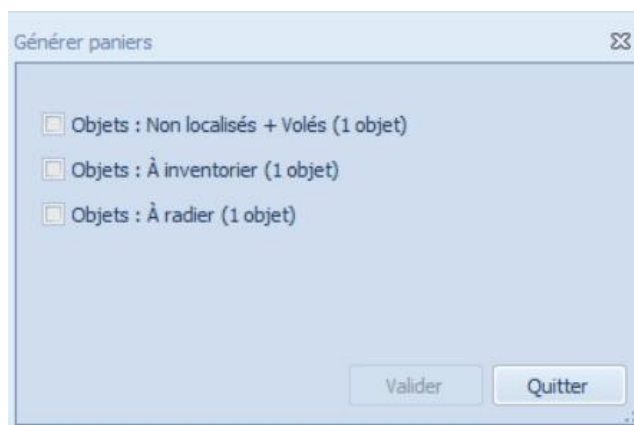 Générer paniers
Objets : Non localisés + Volés (1 objet)
Objets : À inventorier (1 objet)
Objets : À radier (1 objet)
Valider
Quitter